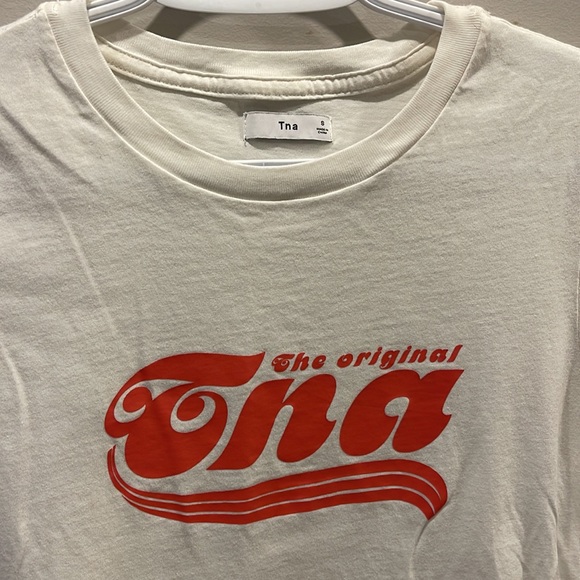 Tna
S
The original
Tna